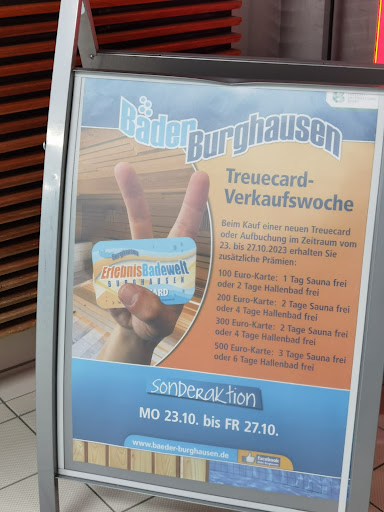 Bäder Burghausen
Treuecard-
Verkaufswoche
Beim Kauf einer neuen Treuecard
oder Aufbuchung im Zeitraum vom
23. bis 27.10.2023 erhalten Sie
zusätzliche Prämien:
100 Euro-Karte: 1 Tag Sauna frei
oder 2 Tage Hallenbad frei
200 Euro-Karte: 2 Tage Sauna frei
oder 4 Tage Hallenbad frei
300 Euro-Karte: 2 Tage Sauna frei
oder 4 Tage Hallenbad frei
500 Euro-Karte: 3 Tage Sauna frei
oder 6 Tage Hallenbad frei
ErlebnisBadewelt
BURGHAUSEN
CARD
SONDERAKTION
MO 23.10. bis FR 27.10.
www.baeder-burghausen.de
facebook